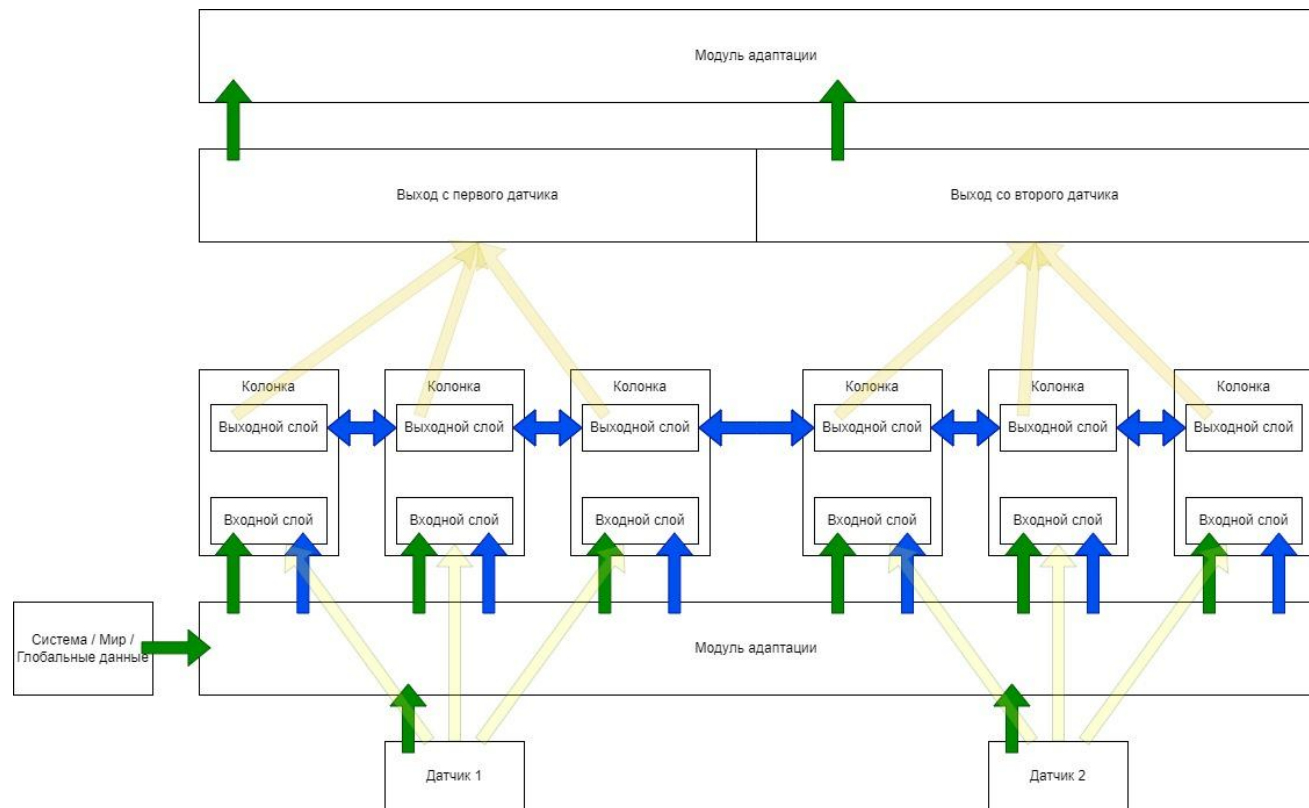 Модуль адаптации
Выход с первого датчика
Выход со второго датчика
Колонка
Колонка
Колонка
Колонка
Колонка
Колонка
Выходной слой
Выходной слой
Выходной слой
Выходной слой
Выходной слой
Выходной слой
Входной слой
Входной слой
Входной слой
Входной слой
Входной слой
Входной слой
Система / Мир /
Глобальные данные
Модуль адаптации
Датчик 1
Датчик 2